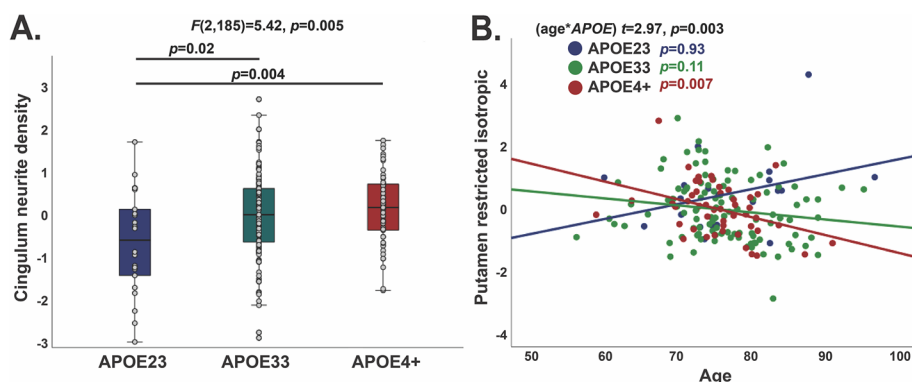 A.
F(2,185)=5.42, p=0.005
p=0.02
p=0.004
Cingulum neurite density
3
2
1
0
-1
-2
-3
APOE23 APOE33 APOE4+
B.
(age*APOE) t=2.97, p=0.003
APOE23 p=0.93
APOE33 p=0.11
APOE4+ p=0.007
Putamen restricted isotropic
4
2
0
-2
-4
50 60 70 80 90 100
Age